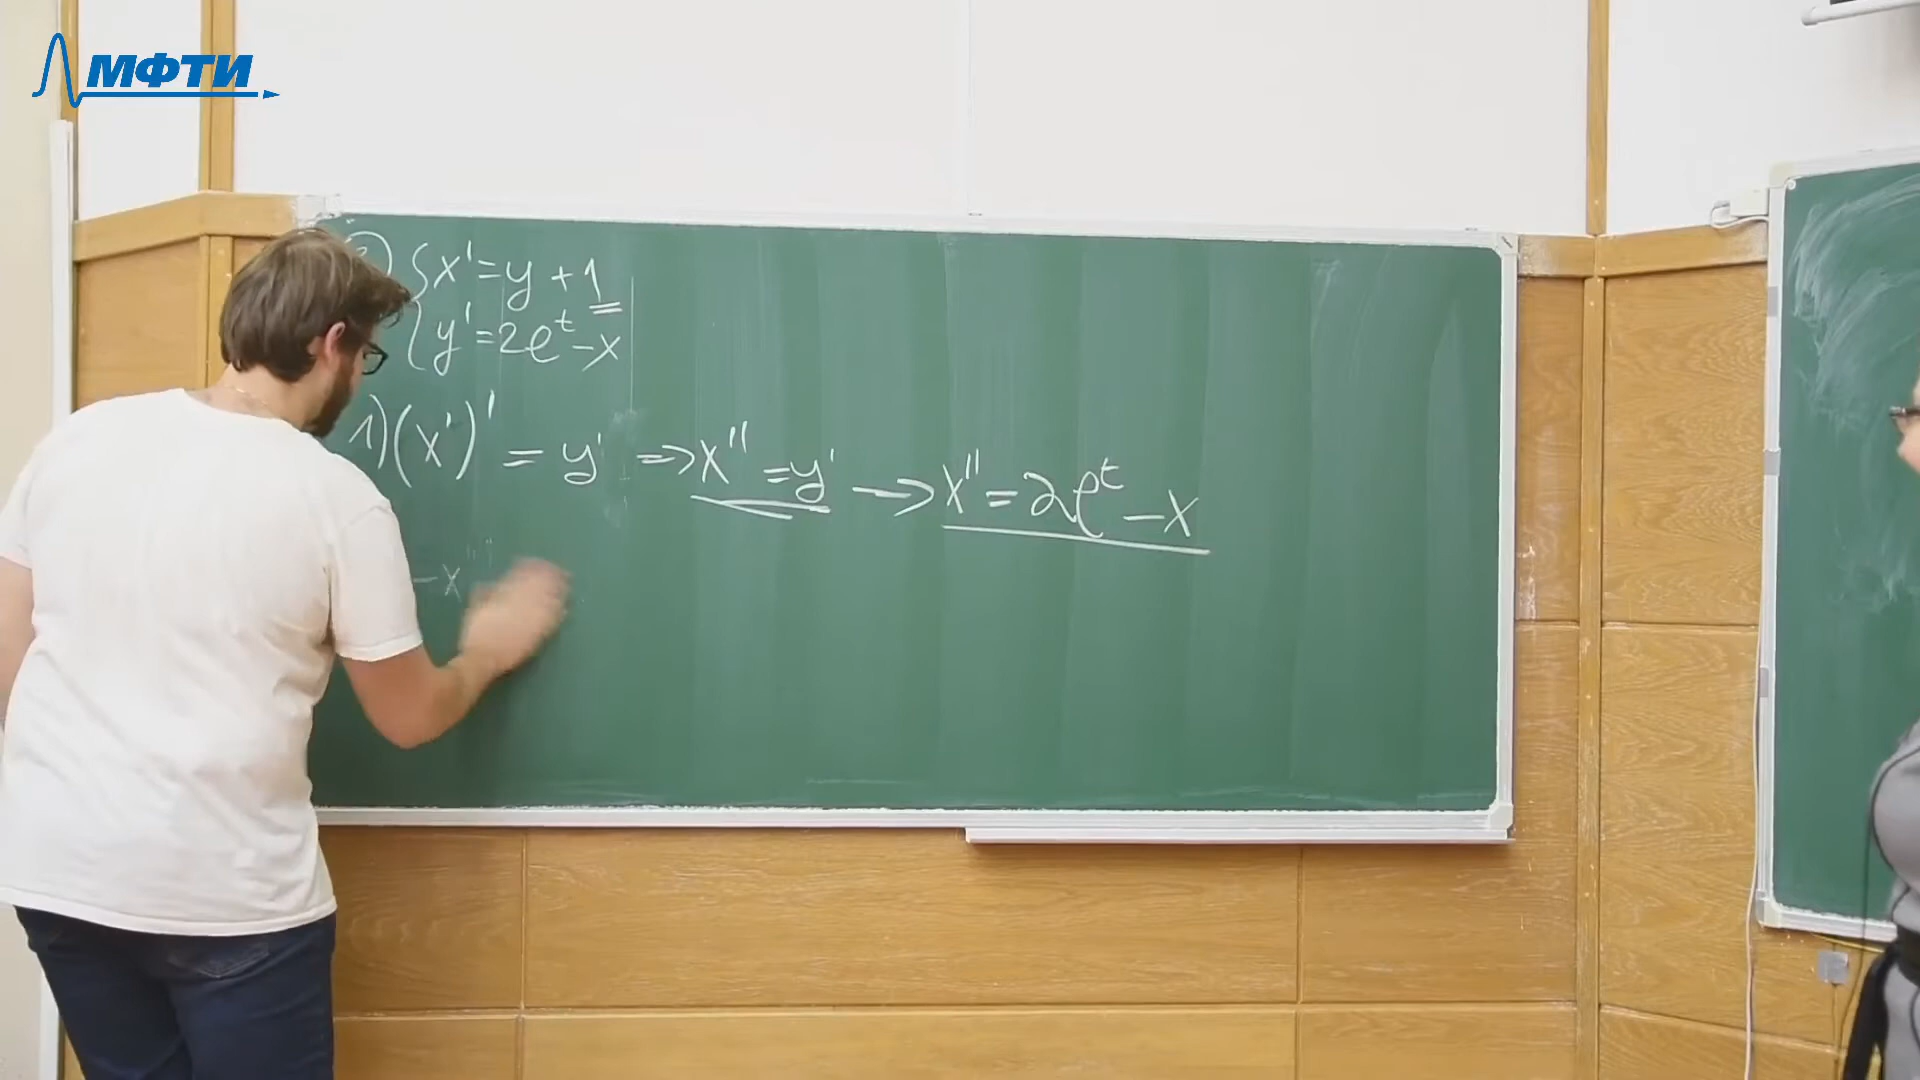 МФТИ
x' = y + 1
y' = 2e^t - x
1) (x')' = y' => x'' = y' -> x'' = 2e^t - x
-x